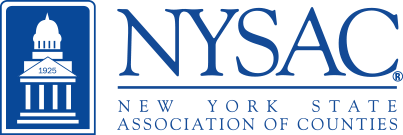 1925
NYSAC®
NEW YORK STATE
ASSOCIATION OF COUNTIES